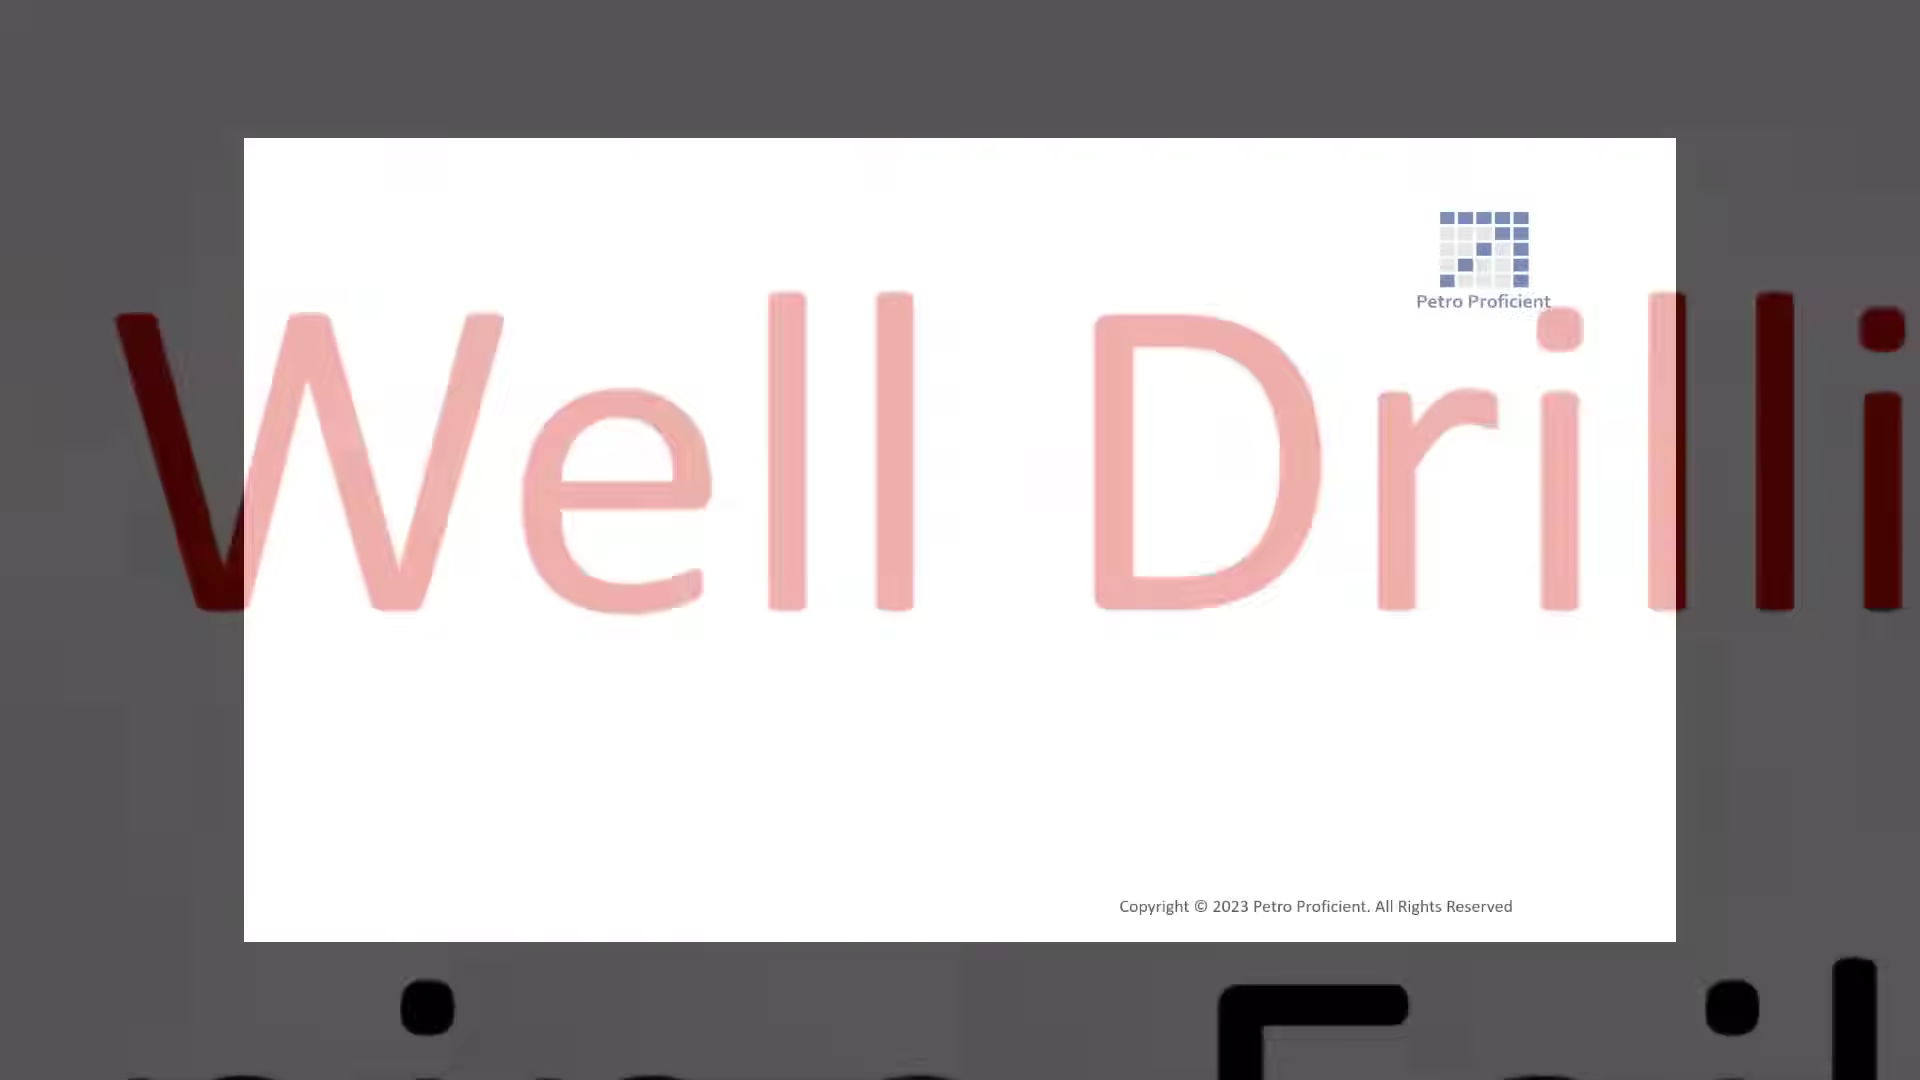 Petro Proficient
Well Drilli
Copyright © 2023 Petro Proficient. All Rights Reserved